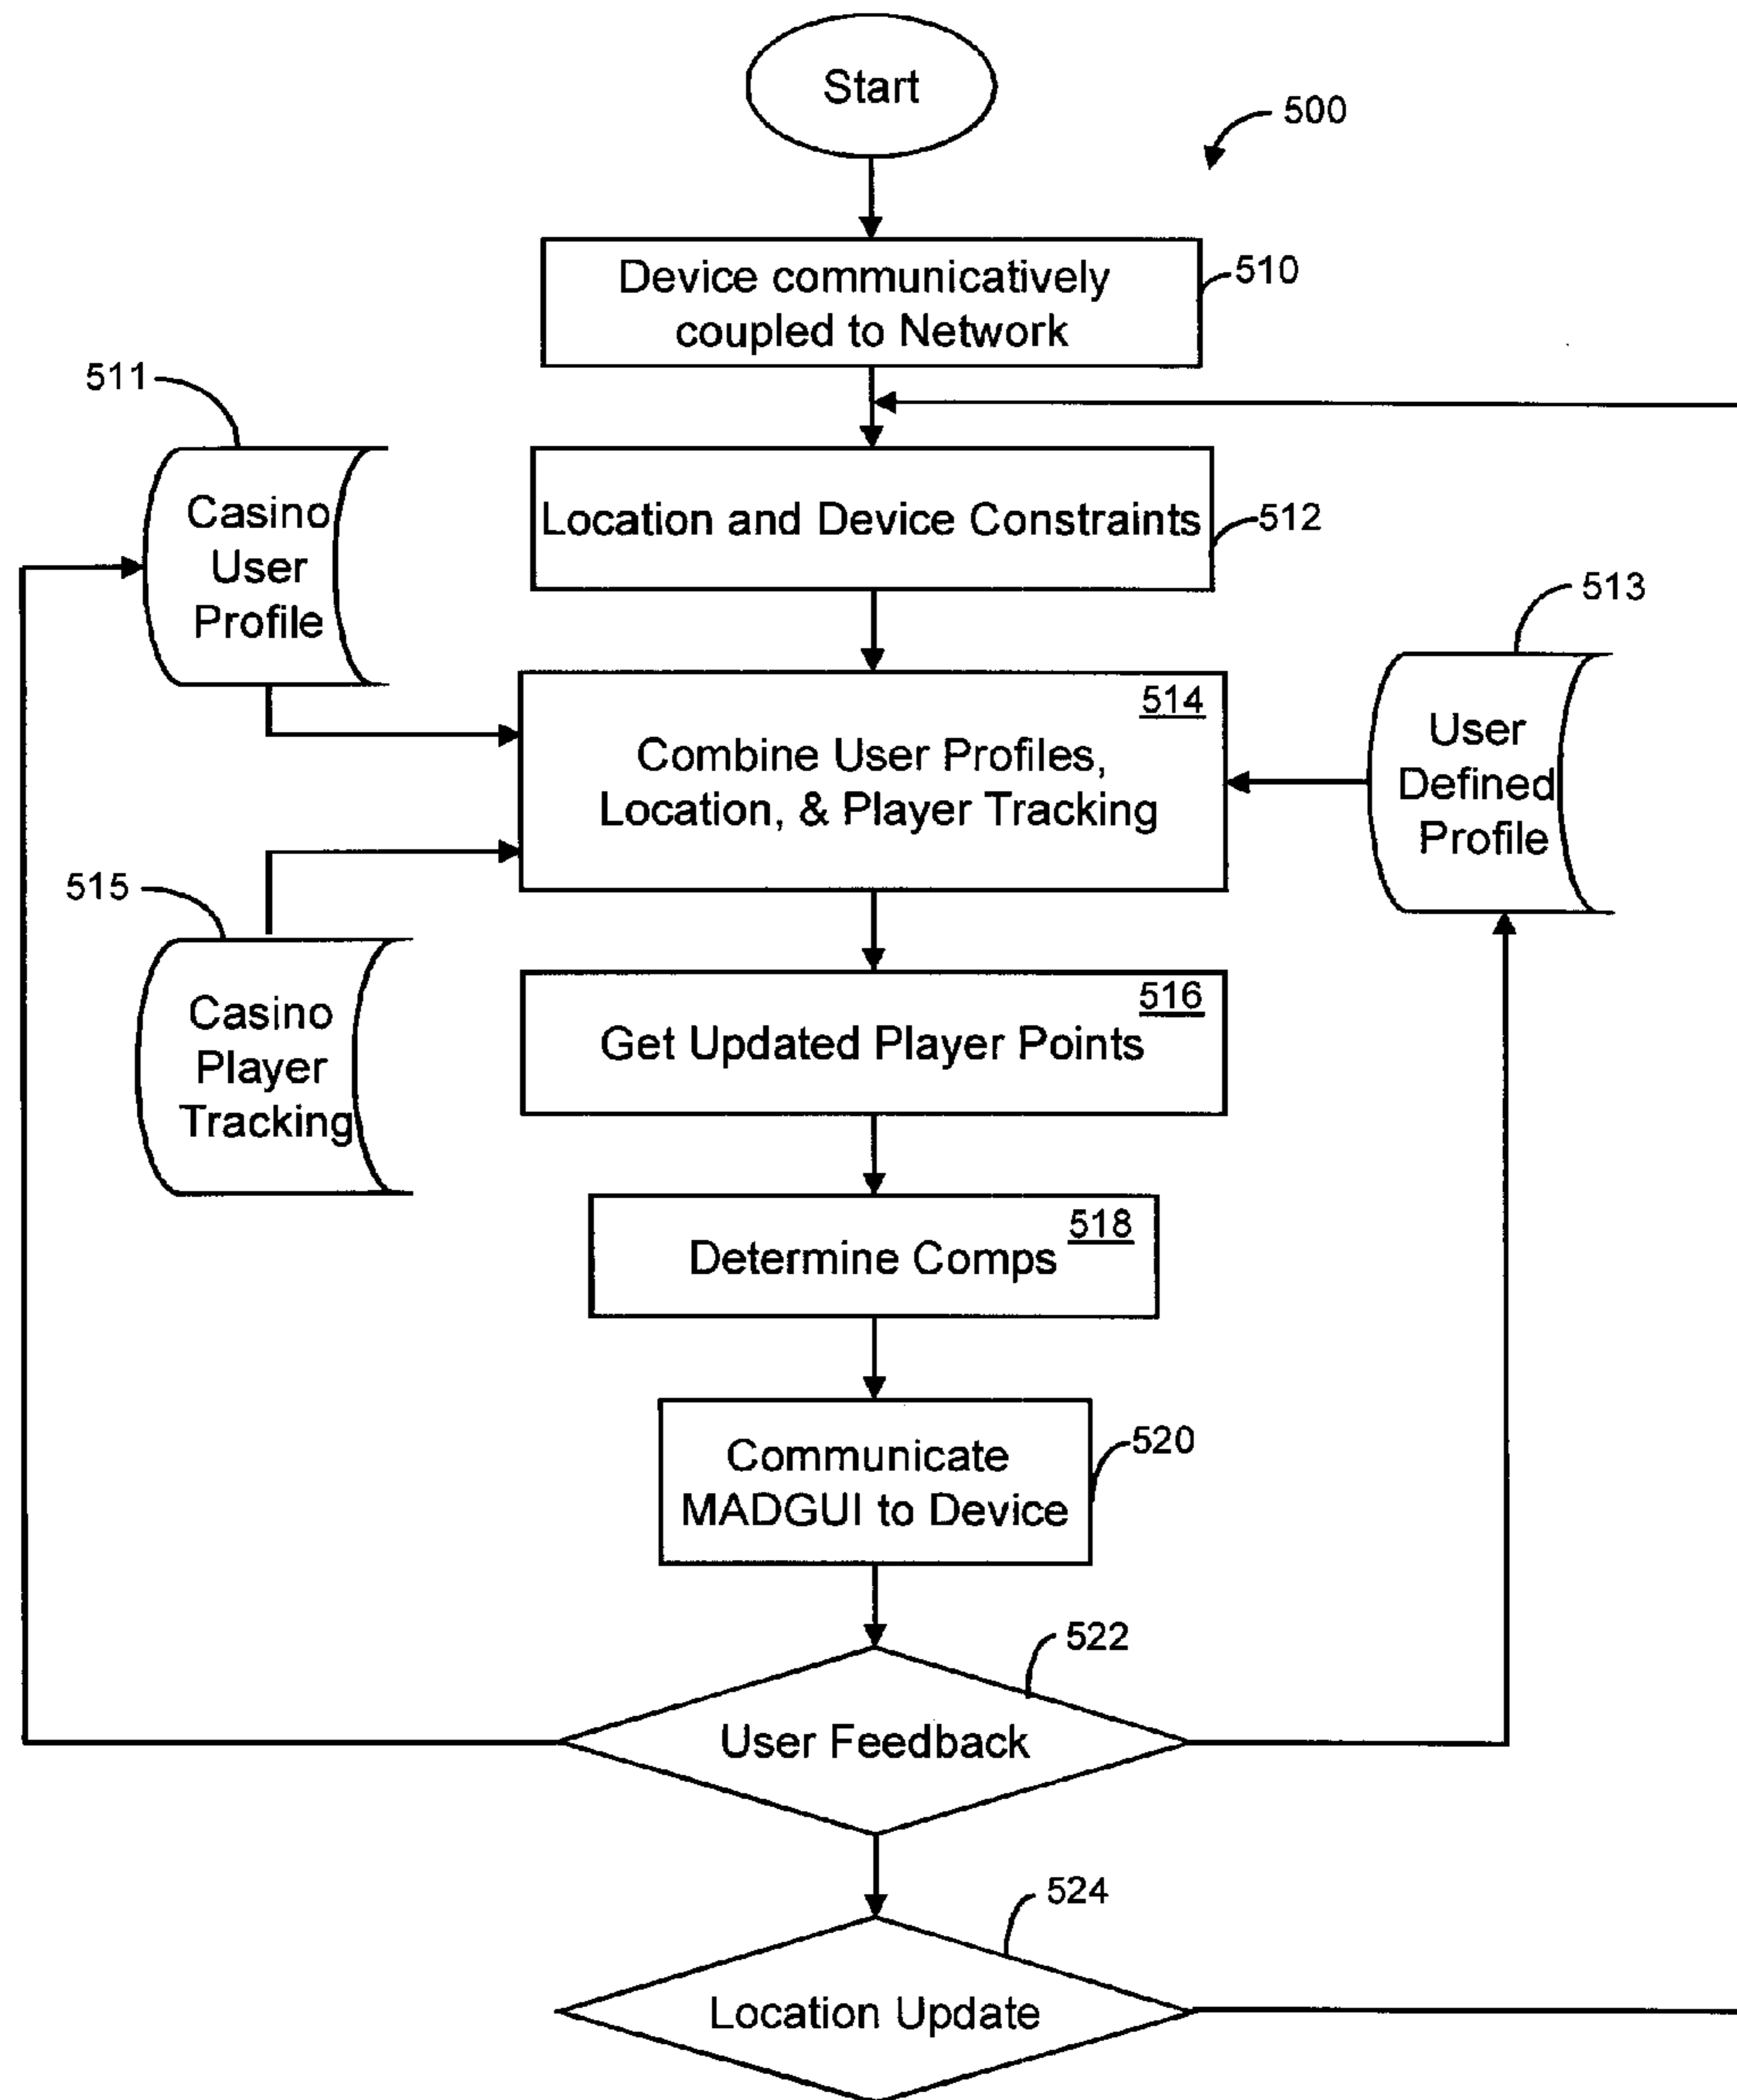 Start
500
Device communicatively
coupled to Network
510
511
Location and Device Constraints
512
Casino
User
Profile
513
514
Combine User Profiles,
Location, & Player Tracking
User
Defined
Profile
515
516
Get Updated Player Points
Casino
Player
Tracking
518
Determine Comps
Communicate
MADGUI to Device
520
522
User Feedback
524
Location Update